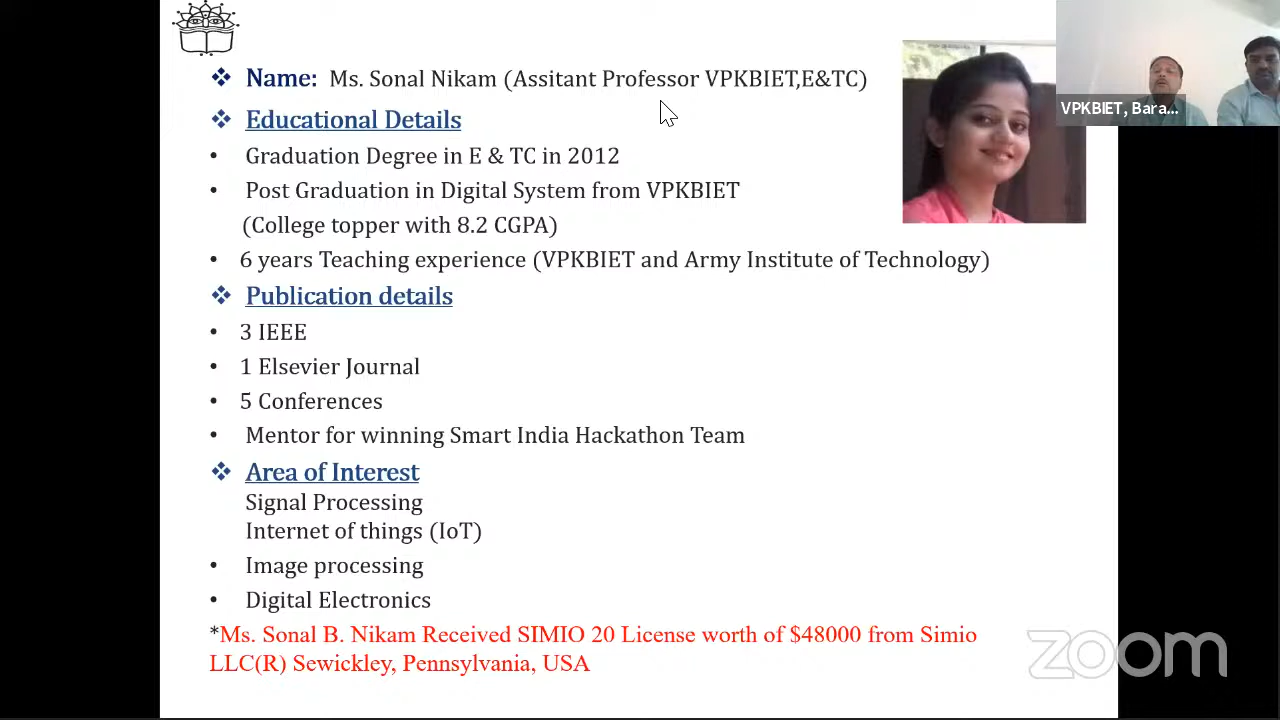 ❖ Name: Ms. Sonal Nikam (Assitant Professor VPKBIET,E&TC)
VPKBIET, Bara...
❖ Educational Details
• Graduation Degree in E & TC in 2012
• Post Graduation in Digital System from VPKBIET
(College topper with 8.2 CGPA)
• 6 years Teaching experience (VPKBIET and Army Institute of Technology)
❖ Publication details
• 3 IEEE
• 1 Elsevier Journal
• 5 Conferences
• Mentor for winning Smart India Hackathon Team
❖ Area of Interest
Signal Processing
Internet of things (IoT)
• Image processing
• Digital Electronics
*Ms. Sonal B. Nikam Received SIMIO 20 License worth of $48000 from Simio
LLC(R) Sewickley, Pennsylvania, USA
zoom